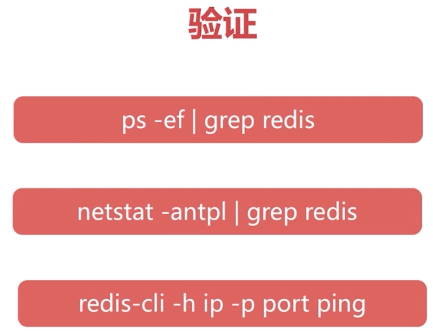 验证
ps -ef | grep redis
netstat -antpl | grep redis
redis-cli -h ip -p port ping